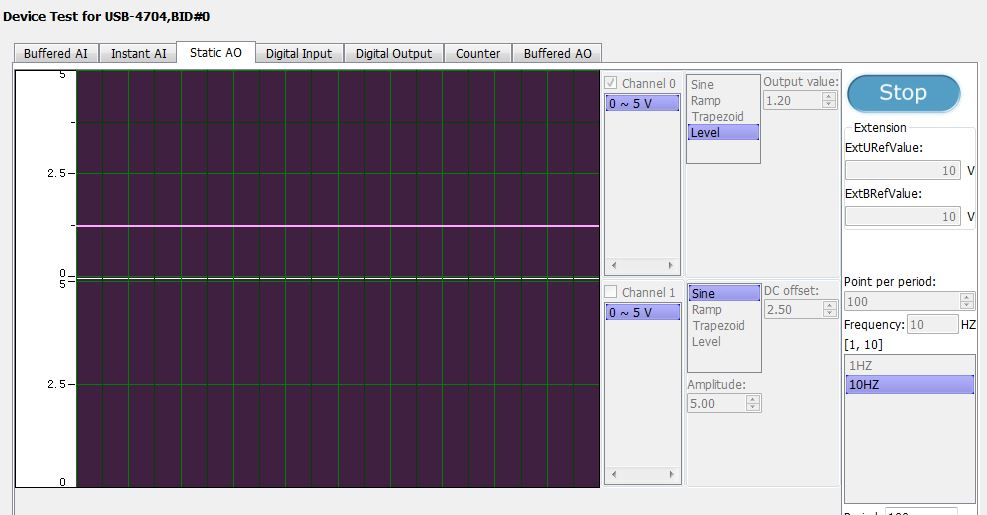 Device Test for USB-4704,BID#0
Buffered AI
Instant AI
Static AO
Digital Input
Digital Output
Counter
Buffered AO
5
2.5
0
Channel 0
0 ~ 5 V
Sine
Ramp
Trapezoid
Level
Output value:
1.20
5
2.5
0
Channel 1
0 ~ 5 V
Sine
Ramp
Trapezoid
Level
DC offset:
2.50
Amplitude:
5.00
Stop
Extension
ExtURefValue:
10 V
ExtBRefValue:
10 V
Point per period:
100
Frequency: 10 HZ
[1, 10]
1HZ
10HZ